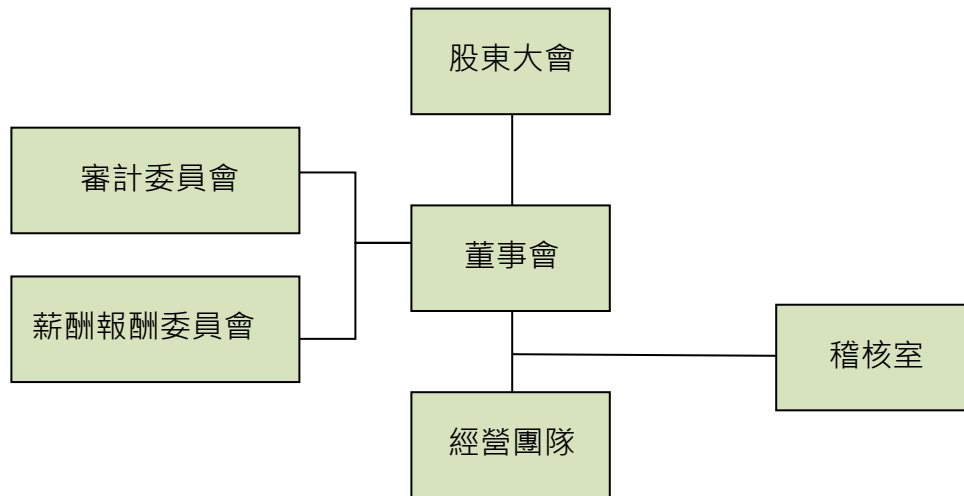 股東大會
審計委員會
董事會
薪酬報酬委員會
稽核室
經營團隊